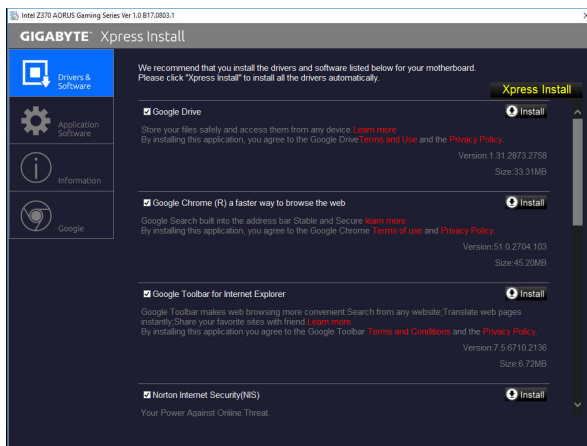 Intel Z370 AORUS Gaming Series Ver 1.0 B17.0803.1
GIGABYTE™ Xpress Install
We recommend that you install the drivers and software listed below for your motherboard.
Please click "Xpress Install" to install all the drivers automatically.
Xpress Install
Drivers &
Software
Application
Software
Information
Google
Google Drive
Install
Store your files safely and access them from any device.Learn more
By installing this application, you agree to the Google DriveTerms and Use and the Privacy Policy.
Version:1.31.2873.2758
Size:33.31MB
Google Chrome (R) a faster way to browse the web
Install
Google Search built into the address bar Stable and Secure learn more
By installing this application, you agree to the Google Chrome Terms of use and Privacy Policy.
Version:51.0.2704.103
Size:45.20MB
Google Toolbar for Internet Explorer
Install
Google Toolbar makes web browsing more convenient:Search from any website;Translate web pages
instantly;Share your favorite sites with friend.Learn more
By installing this application you agree to the Google Toolbar Terms and Conditions and the Privacy Policy.
Version:7.5.6710.2136
Size:6.72MB
Norton Internet Security(NIS)
Install
Your Power Against Online Threat.